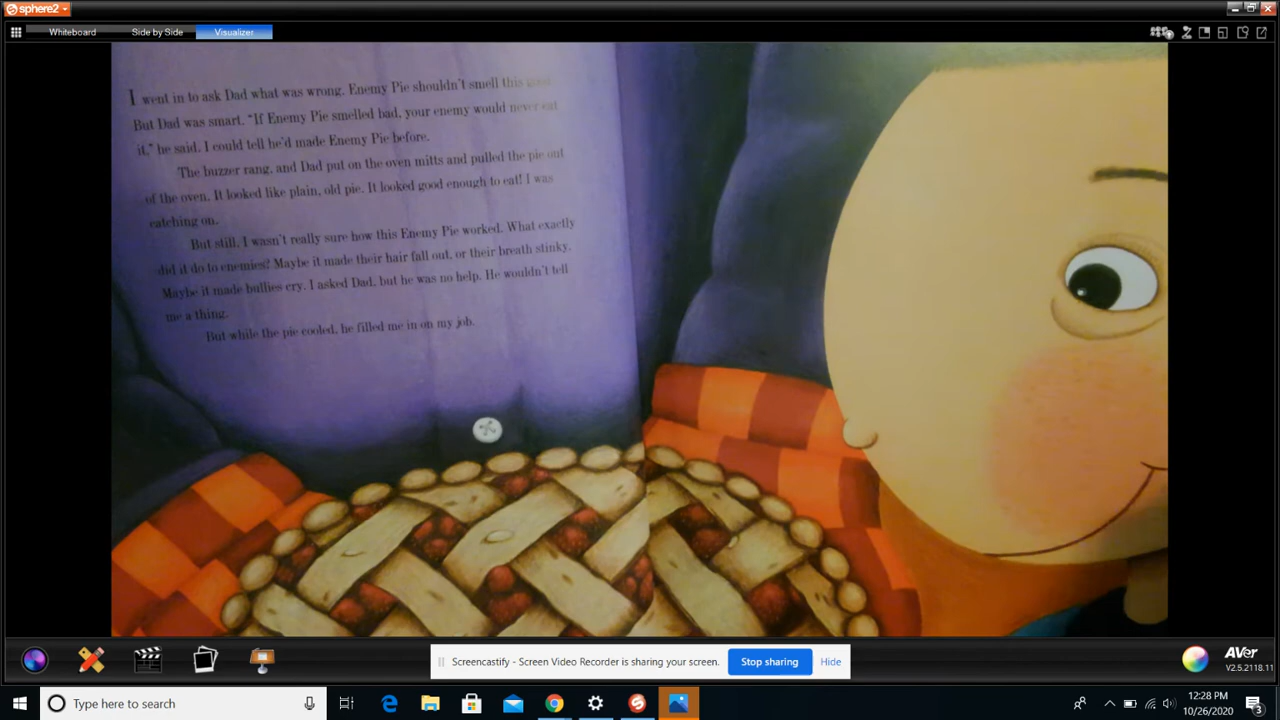 sphere2
Whiteboard
Side by Side
Visualizer
I went in to ask Dad what was wrong. Enemy Pie shouldn't smell this good.
But Dad was smart. "If Enemy Pie smelled bad, your enemy would never eat
it," he said. I could tell he'd made Enemy Pie before.
The buzzer rang, and Dad put on the oven mitts and pulled the pie out
of the oven. It looked like plain, old pie. It looked good enough to eat! I was
catching on.
But still, I wasn't really sure how this Enemy Pie worked. What exactly
did it do to enemies? Maybe it made their hair fall out, or their breath stinky.
Maybe it made bullies cry. I asked Dad, but he was no help. He wouldn't tell
me a thing.
But while the pie cooled, he filled me in on my job.
Screencastify - Screen Video Recorder is sharing your screen.
Stop sharing
Hide
AVer
V2.5.2118.11
Type here to search
12:28 PM
10/26/2020
3